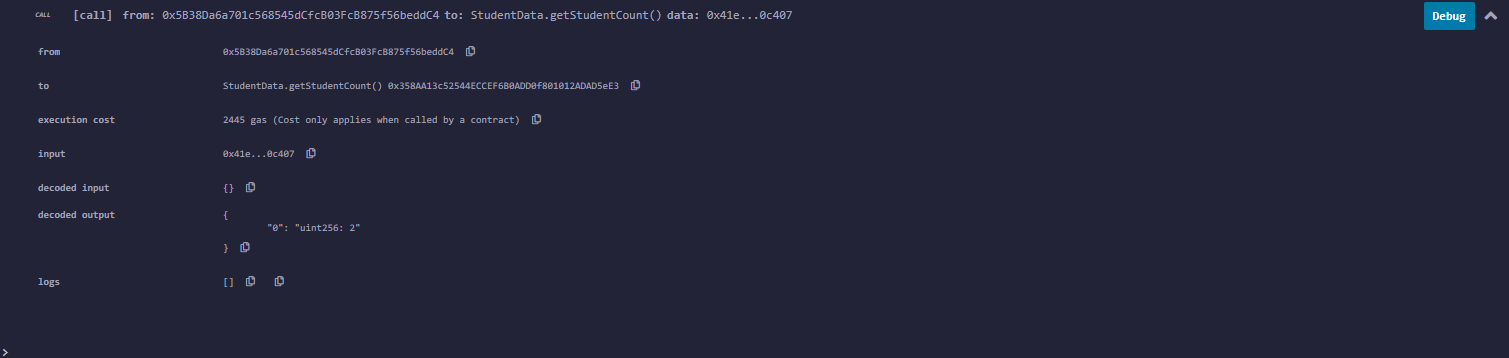 CALL [call] from: 0x5B38Da6a701c568545dCfcB03FcB875f56beddC4 to: StudentData.getStudentCount() data: 0x41e...0c407 Debug
from 0x5B38Da6a701c568545dCfcB03FcB875f56beddC4
to StudentData.getStudentCount() 0x358AA13c52544ECCEF6B0ADD0f801012ADAD5eE3
execution cost 2445 gas (Cost only applies when called by a contract)
input 0x41e...0c407
decoded input {}
decoded output {
"0": "uint256: 2"
}
logs []
>